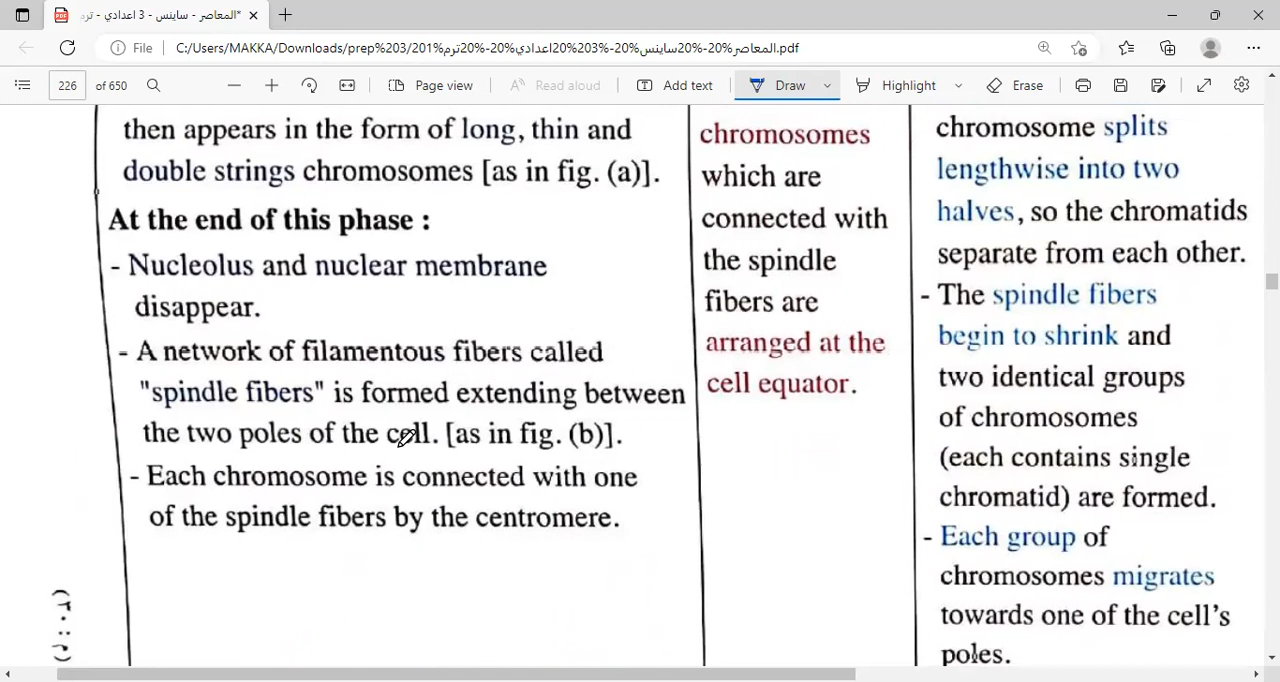 *المعاصر - ساينس - 3 اعدادي - ترم
File
C:/Users/MAKKA/Downloads/prep%203/201%المعاصر%20-%20ساينس%20-%203%20اعدادي%20-%20ترم.pdf
226 of 650
Page view
Read aloud
Add text
Draw
Highlight
Erase
then appears in the form of long, thin and
double strings chromosomes [as in fig. (a)].
At the end of this phase :
- Nucleolus and nuclear membrane
disappear.
- A network of filamentous fibers called
"spindle fibers" is formed extending between
the two poles of the cell. [as in fig. (b)].
- Each chromosome is connected with one
of the spindle fibers by the centromere.
chromosomes
which are
connected with
the spindle
fibers are
arranged at the
cell equator.
chromosome splits
lengthwise into two
halves, so the chromatids
separate from each other.
- The spindle fibers
begin to shrink and
two identical groups
of chromosomes
(each contains single
chromatid) are formed.
- Each group of
chromosomes migrates
towards one of the cell's
poles.